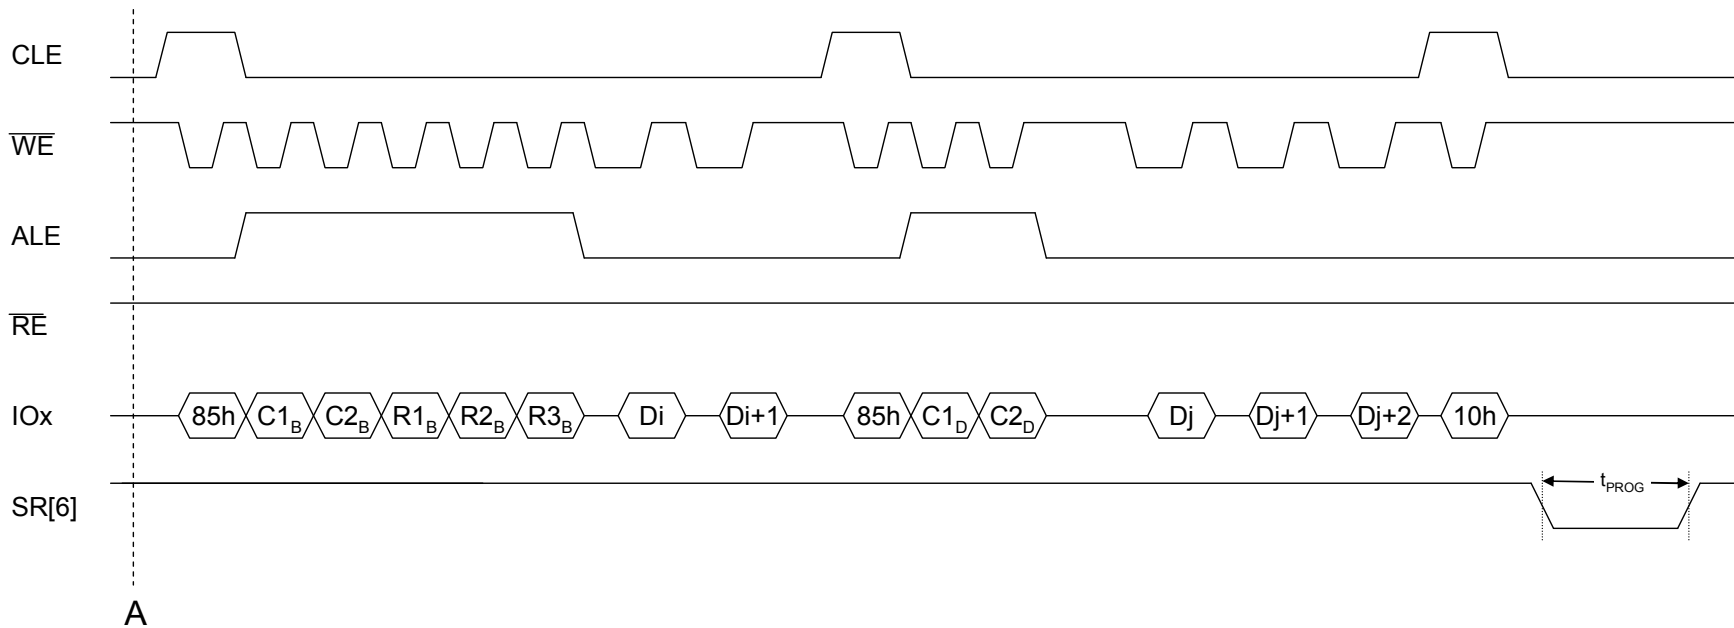 CLE
WE
ALE
RE
IOx 85h C1B C2B R1B R2B R3B Di Di+1 85h C1D C2D Dj Dj+1 Dj+2 10h
SR[6] tPROG
A